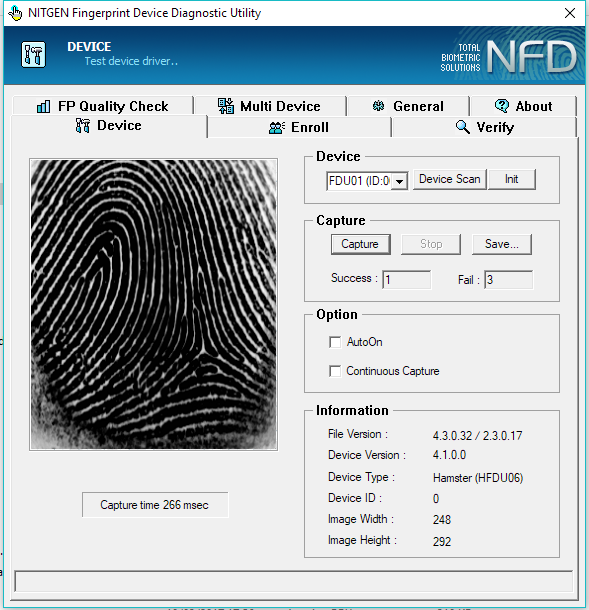 NITGEN Fingerprint Device Diagnostic Utility
DEVICE
Test device driver..
TOTAL
BIOMETRIC
SOLUTIONS
NFD
FP Quality Check
Multi Device
General
About
Device
Enroll
Verify
Device
FDU01 (ID:0
Device Scan
Init
Capture
Capture
Stop
Save...
Success : 1
Fail : 3
Option
AutoOn
Continuous Capture
Information
File Version : 4.3.0.32 / 2.3.0.17
Device Version : 4.1.0.0
Device Type : Hamster (HFDU06)
Device ID : 0
Image Width : 248
Image Height : 292
Capture time 266 msec